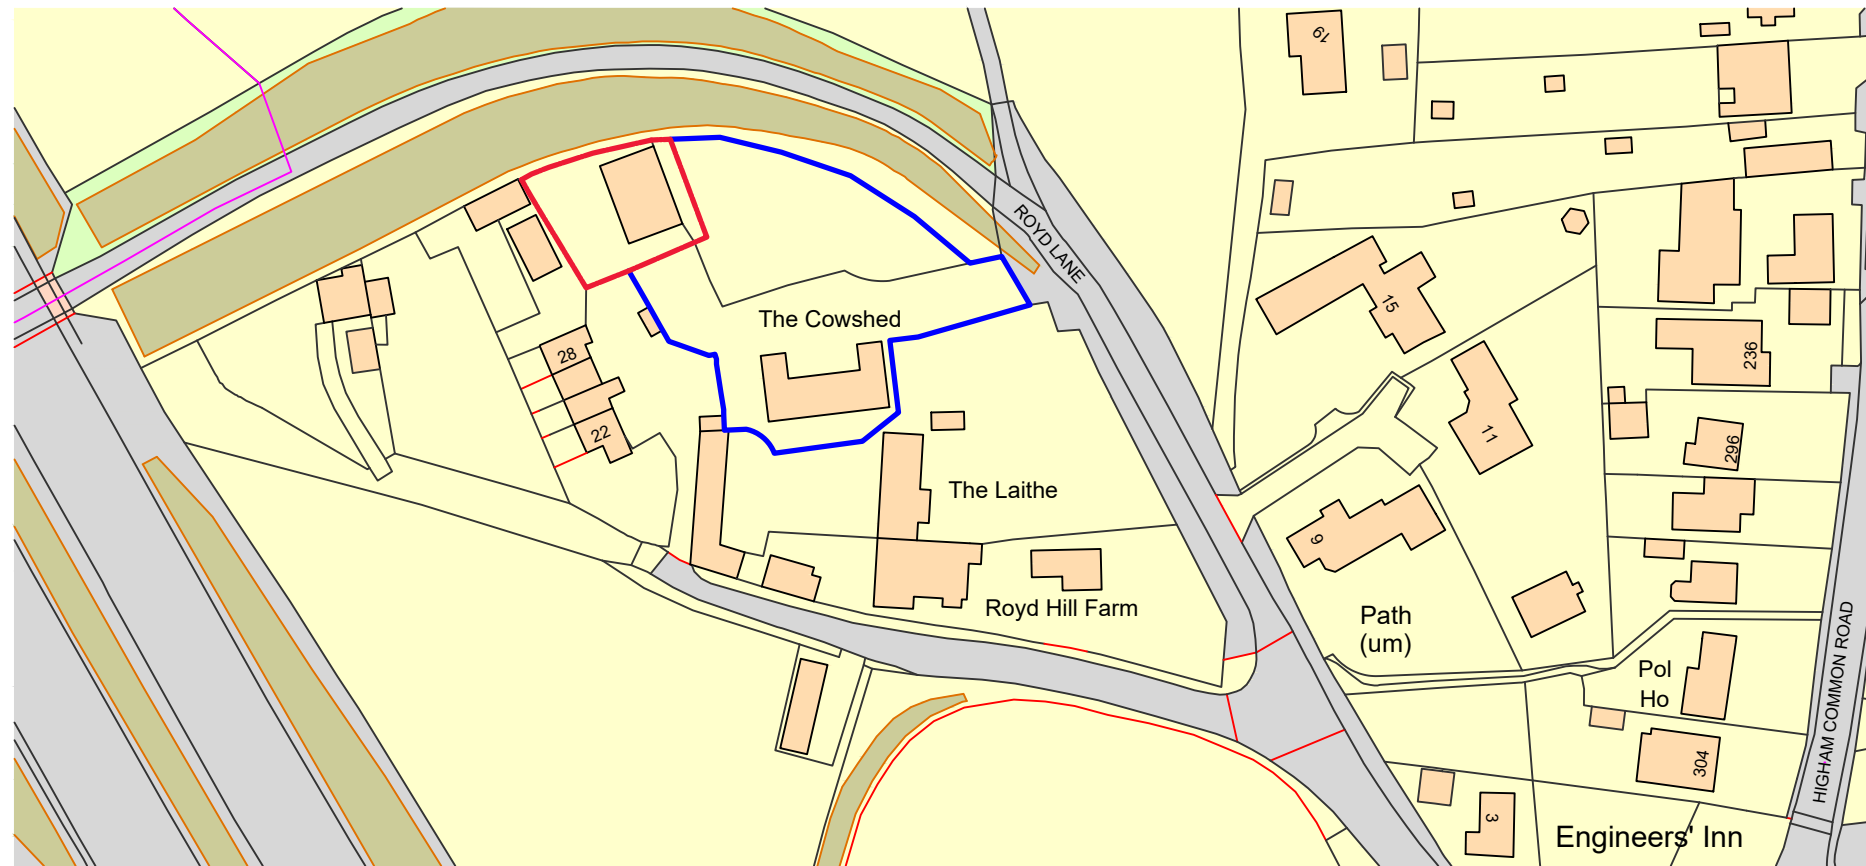 19
ROYD LANE
15
The Cowshed
28
236
22
11
296
The Laithe
9
Royd Hill Farm
Path
(um)
HIGHAM COMMON ROAD
Pol
Ho
304
3
Engineers' Inn